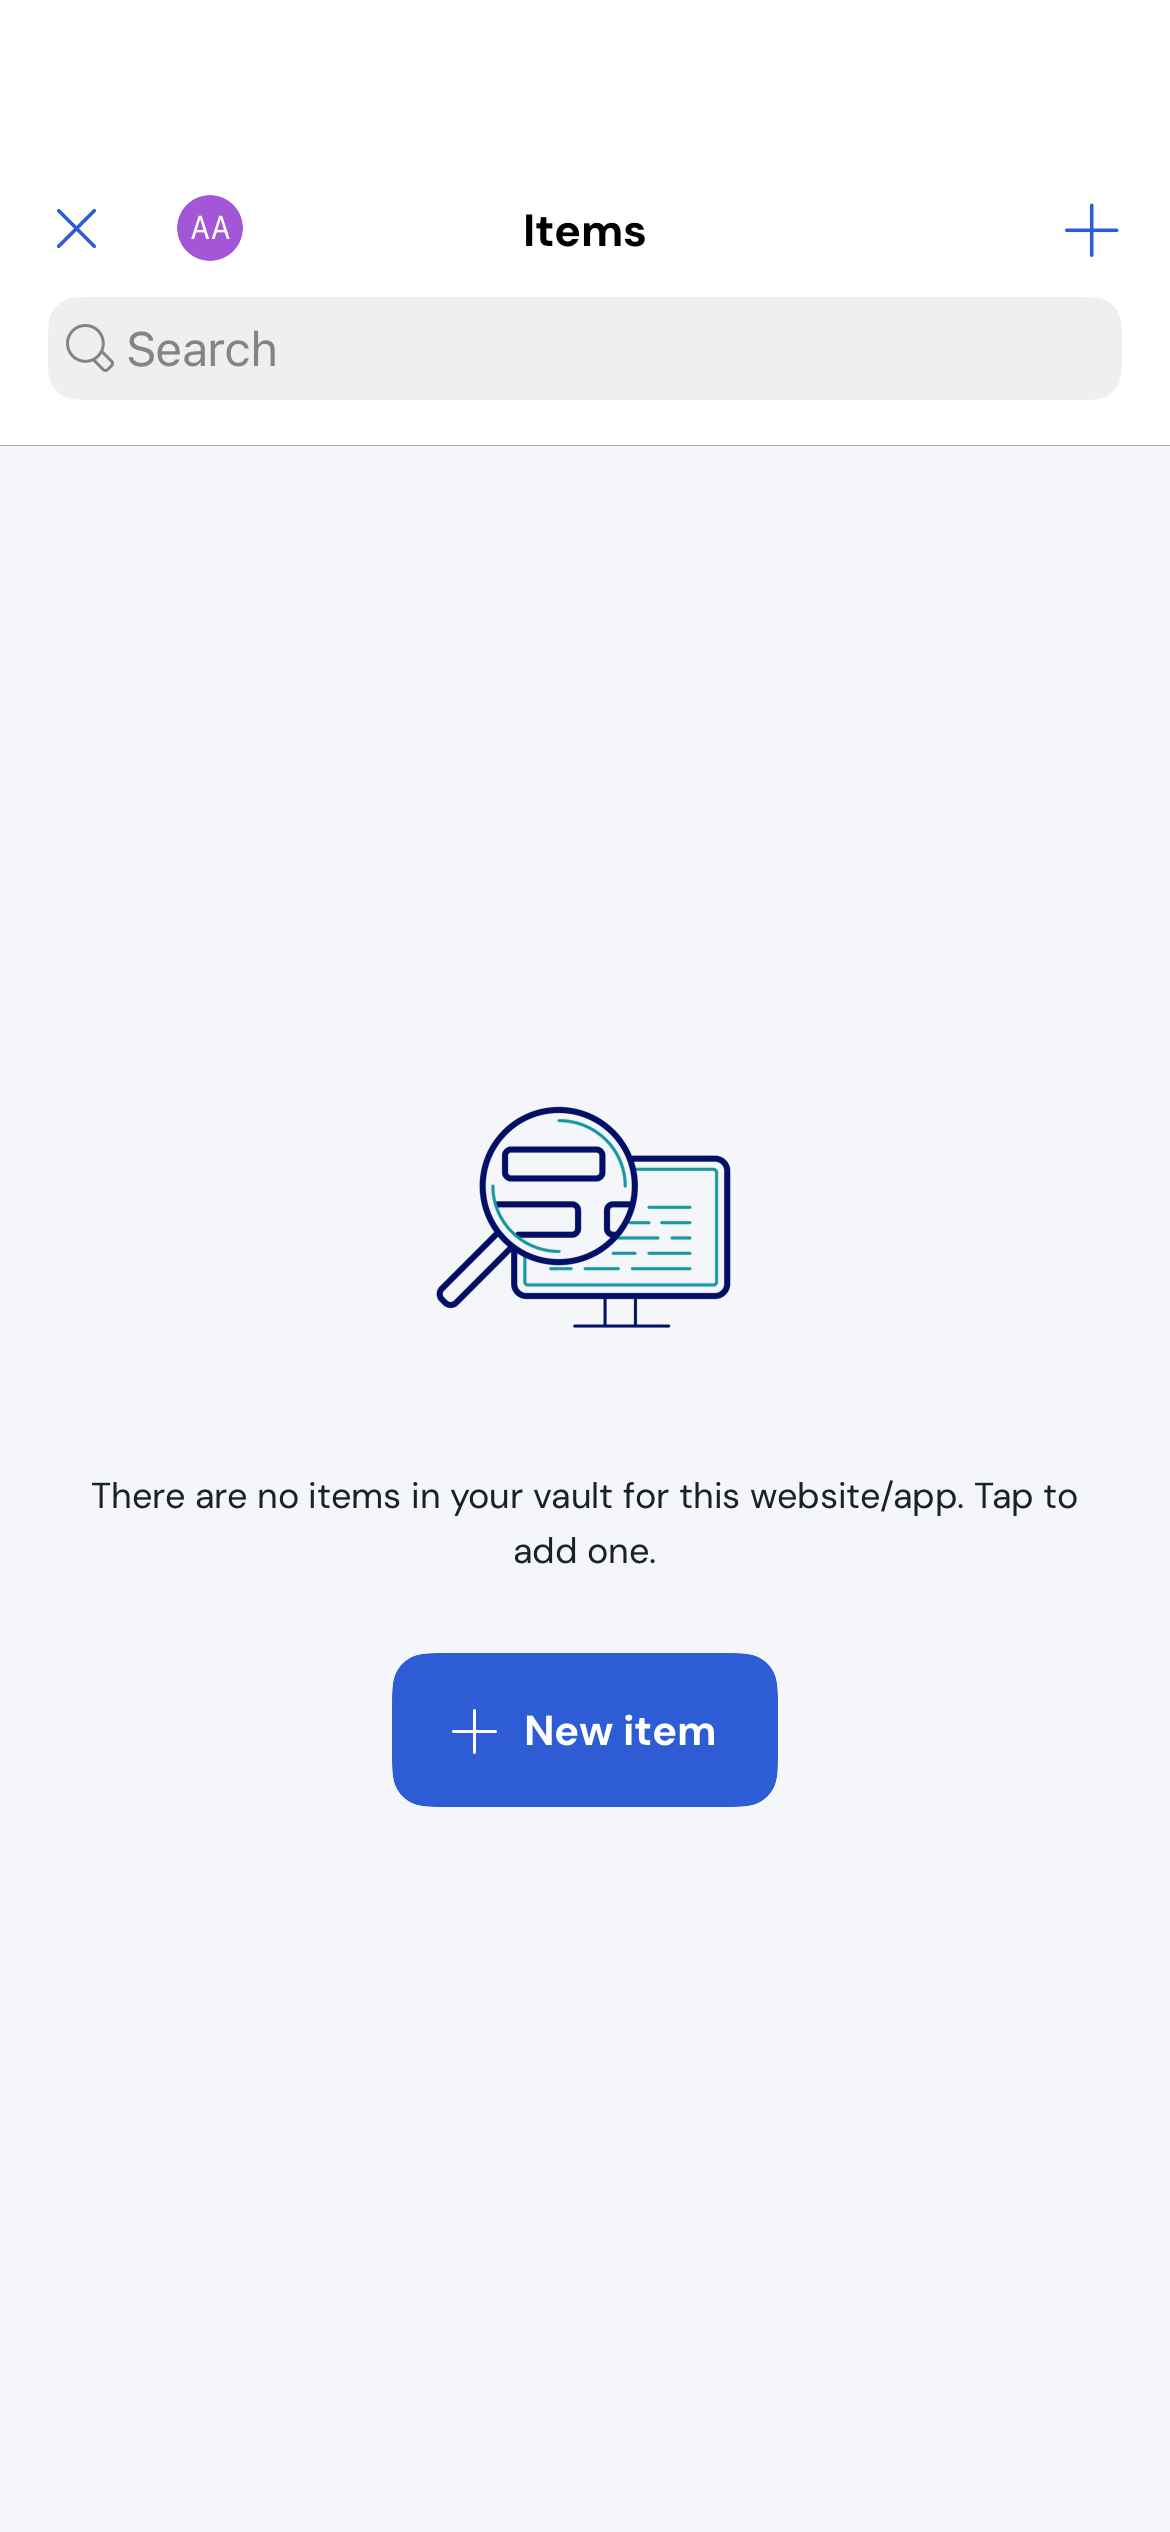 AA
Items
Search
There are no items in your vault for this website/app. Tap to
add one.
New item